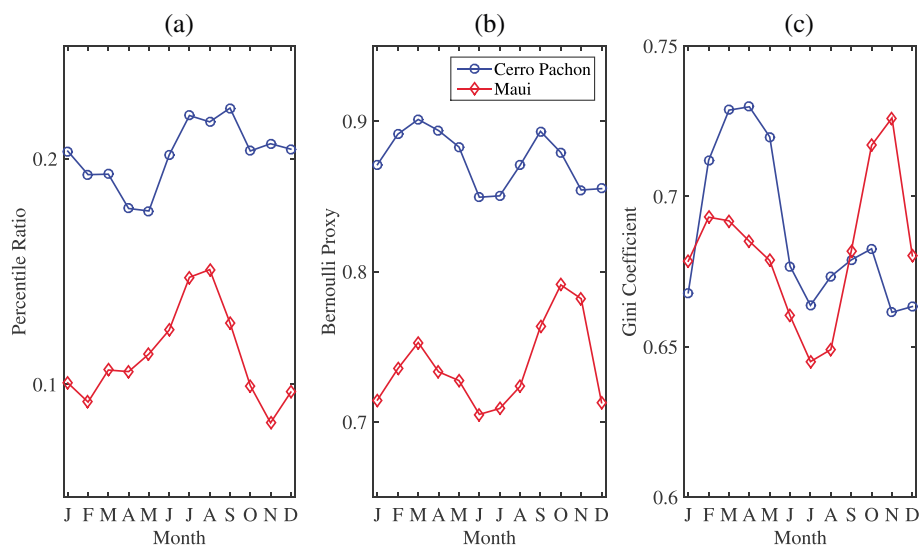 (a)
Percentile Ratio
0.2
0.1
J F M A M J J A S O N D
Month
(b)
Cerro Pachon
Maui
Bernoulli Proxy
0.9
0.8
0.7
J F M A M J J A S O N D
Month
(c)
Gini Coefficient
0.75
0.7
0.65
0.6
J F M A M J J A S O N D
Month